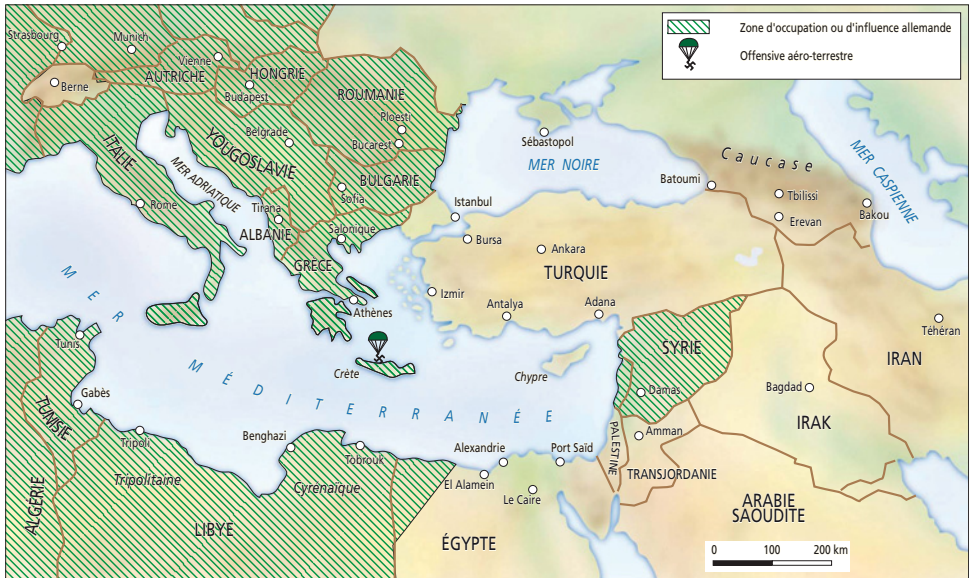 Zone d'occupation ou d'influence allemande
Offensive aéro-terrestre
Strasbourg
Munich
Vienne
Berne
AUTRICHE
HONGRIE
Budapest
ROUMANIE
Ploesti
Bucarest
Belgrade
YOUGOSLAVIE
ITALIE
MER ADRIATIQUE
Rome
BULGARIE
Sofia
Tirana
ALBANIE
Salonique
GRÈCE
Athènes
Crète
Sébastopol
MER NOIRE
Caucase
MER CASPIENNE
Batoumi
Tbilissi
Erevan
Bakou
Istanbul
Bursa
Ankara
TURQUIE
Izmir
Antalya
Adana
Téhéran
IRAN
SYRIE
Damas
Chypre
Bagdad
IRAK
MER MÉDITERRANÉE
Tunis
Gabès
TUNISIE
ALGÉRIE
Tripoli
Tripolitaine
Benghazi
Tobrouk
Cyrénaïque
LIBYE
Alexandrie
Port Saïd
El Alamein
Le Caire
ÉGYPTE
PALESTINE
Amman
TRANSJORDANIE
ARABIE
SAOUDITE
0 100 200 km